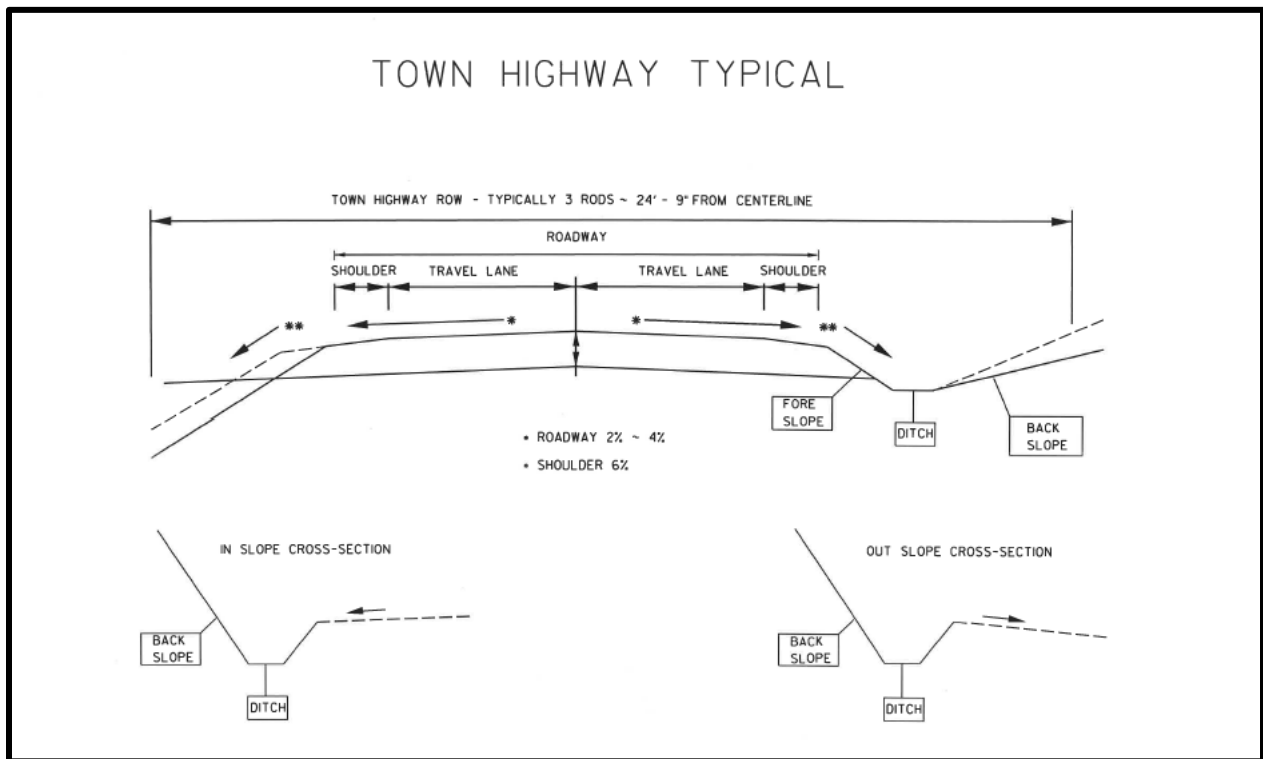 TOWN HIGHWAY TYPICAL
TOWN HIGHWAY ROW - TYPICALLY 3 RODS ~ 24' - 9" FROM CENTERLINE
ROADWAY
SHOULDER TRAVEL LANE TRAVEL LANE SHOULDER
** * * **
FORE
SLOPE
DITCH
BACK
SLOPE
* ROADWAY 2% ~ 4%
* SHOULDER 6%
IN SLOPE CROSS-SECTION
BACK
SLOPE
DITCH
OUT SLOPE CROSS-SECTION
BACK
SLOPE
DITCH